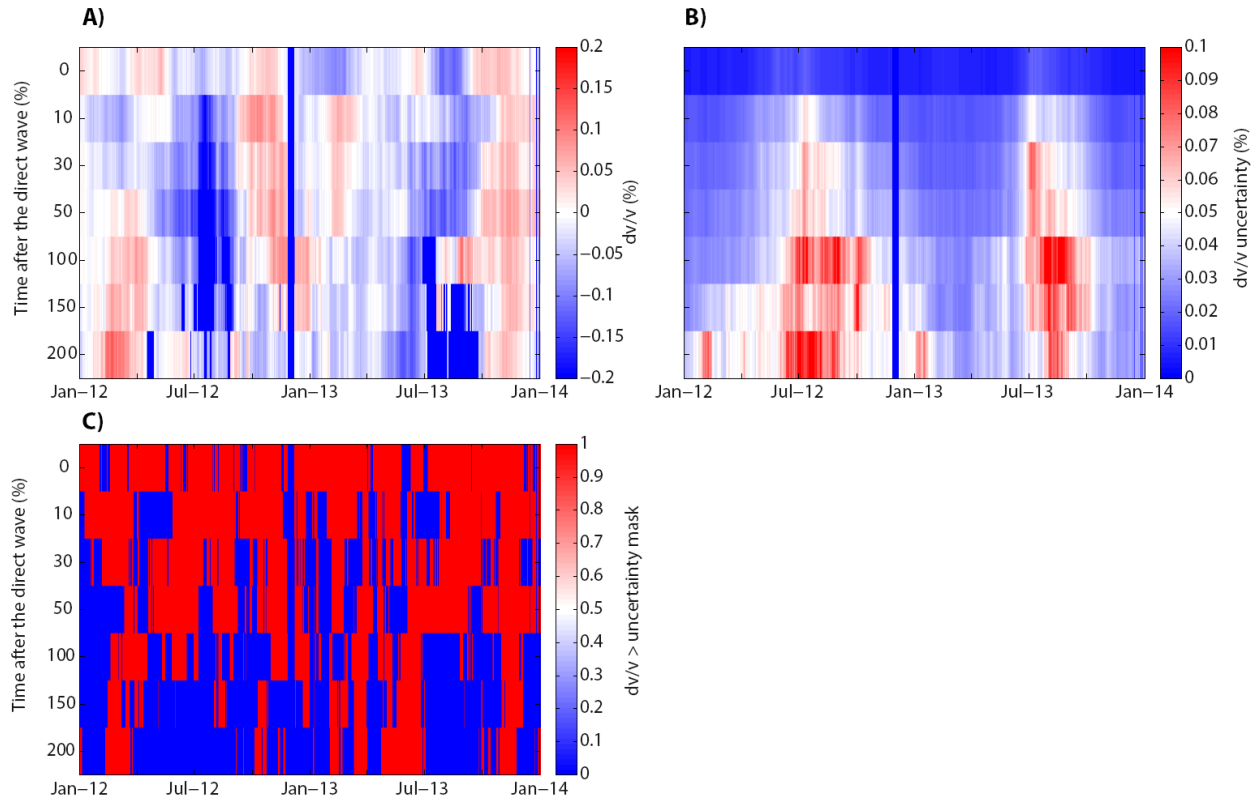 A)
B)
Time after the direct wave (%)
0
10
30
50
100
150
200
Jan−12
Jul−12
Jan−13
Jul−13
Jan−14
0.2
0.15
0.1
0.05
0
−0.05
−0.1
−0.15
−0.2
dv/v (%)
Jan−12
Jul−12
Jan−13
Jul−13
Jan−14
0.1
0.09
0.08
0.07
0.06
0.05
0.04
0.03
0.02
0.01
0
dv/v uncertainty (%)
C)
Time after the direct wave (%)
0
10
30
50
100
150
200
Jan−12
Jul−12
Jan−13
Jul−13
Jan−14
1
0.9
0.8
0.7
0.6
0.5
0.4
0.3
0.2
0.1
0
dv/v > uncertainty mask